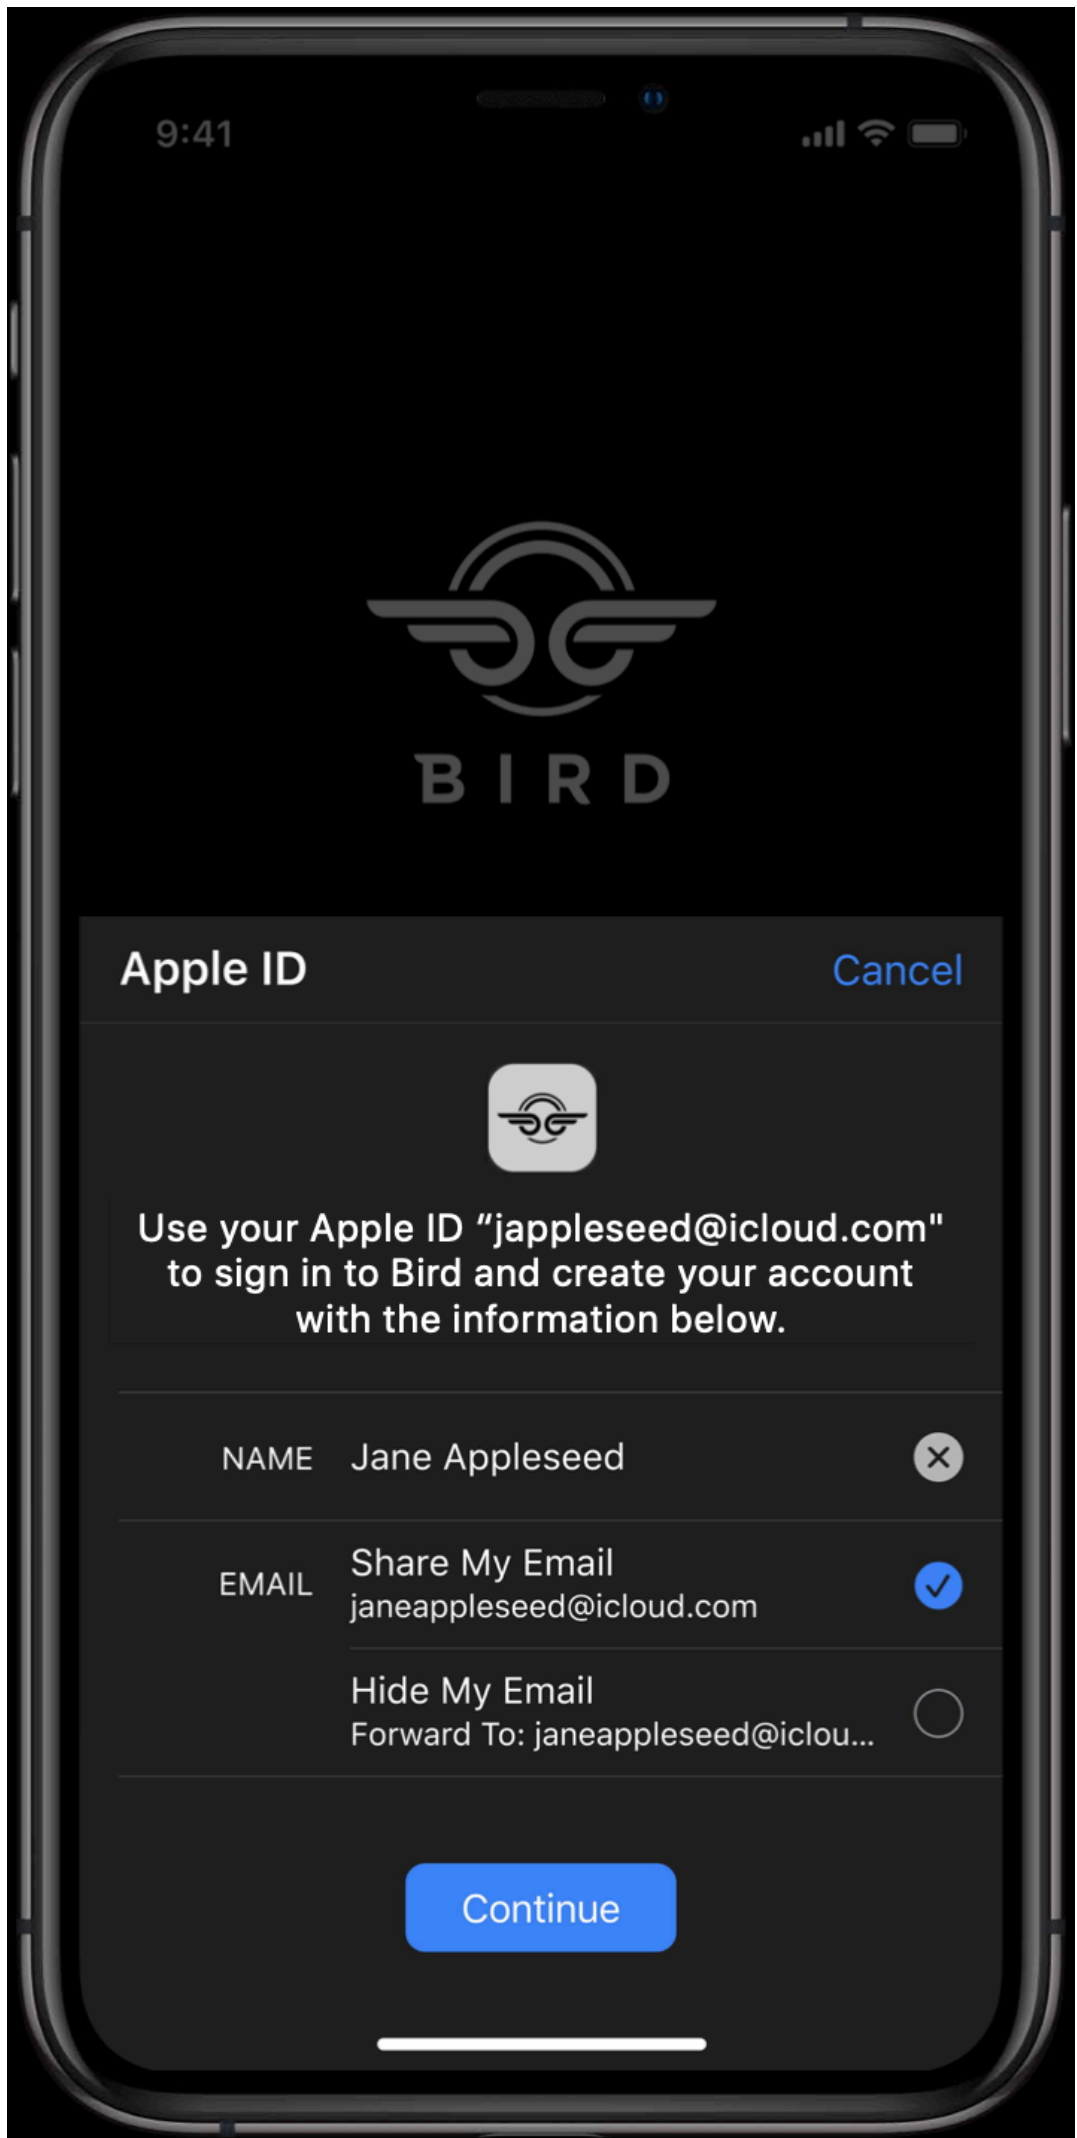 9:41
BIRD
Apple ID
Cancel
Use your Apple ID “jappleseed@icloud.com"
to sign in to Bird and create your account
with the information below.
NAME
Jane Appleseed
EMAIL
Share My Email
janeappleseed@icloud.com
Hide My Email
Forward To: janeappleseed@iclou...
Continue